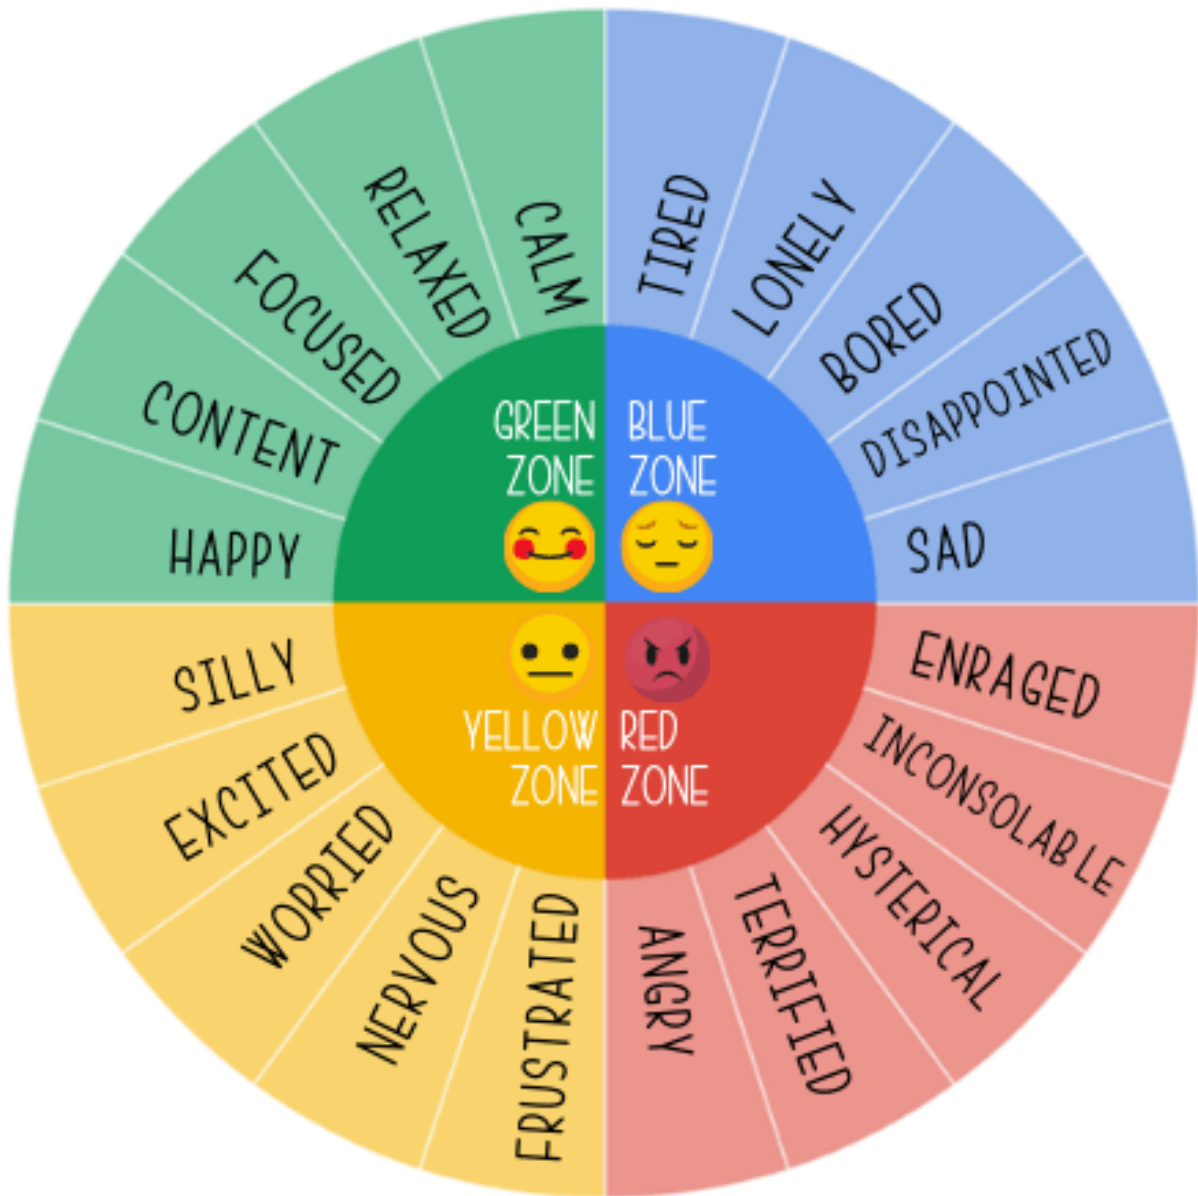 CALM
RELAXED
FOCUSED
CONTENT
HAPPY
GREEN
ZONE
TIRED
LONELY
BORED
DISAPPOINTED
SAD
BLUE
ZONE
SILLY
EXCITED
WORRIED
NERVOUS
FRUSTRATED
YELLOW
ZONE
ENRAGED
INCONSOLABLE
HYSTERICAL
TERRIFIED
ANGRY
RED
ZONE